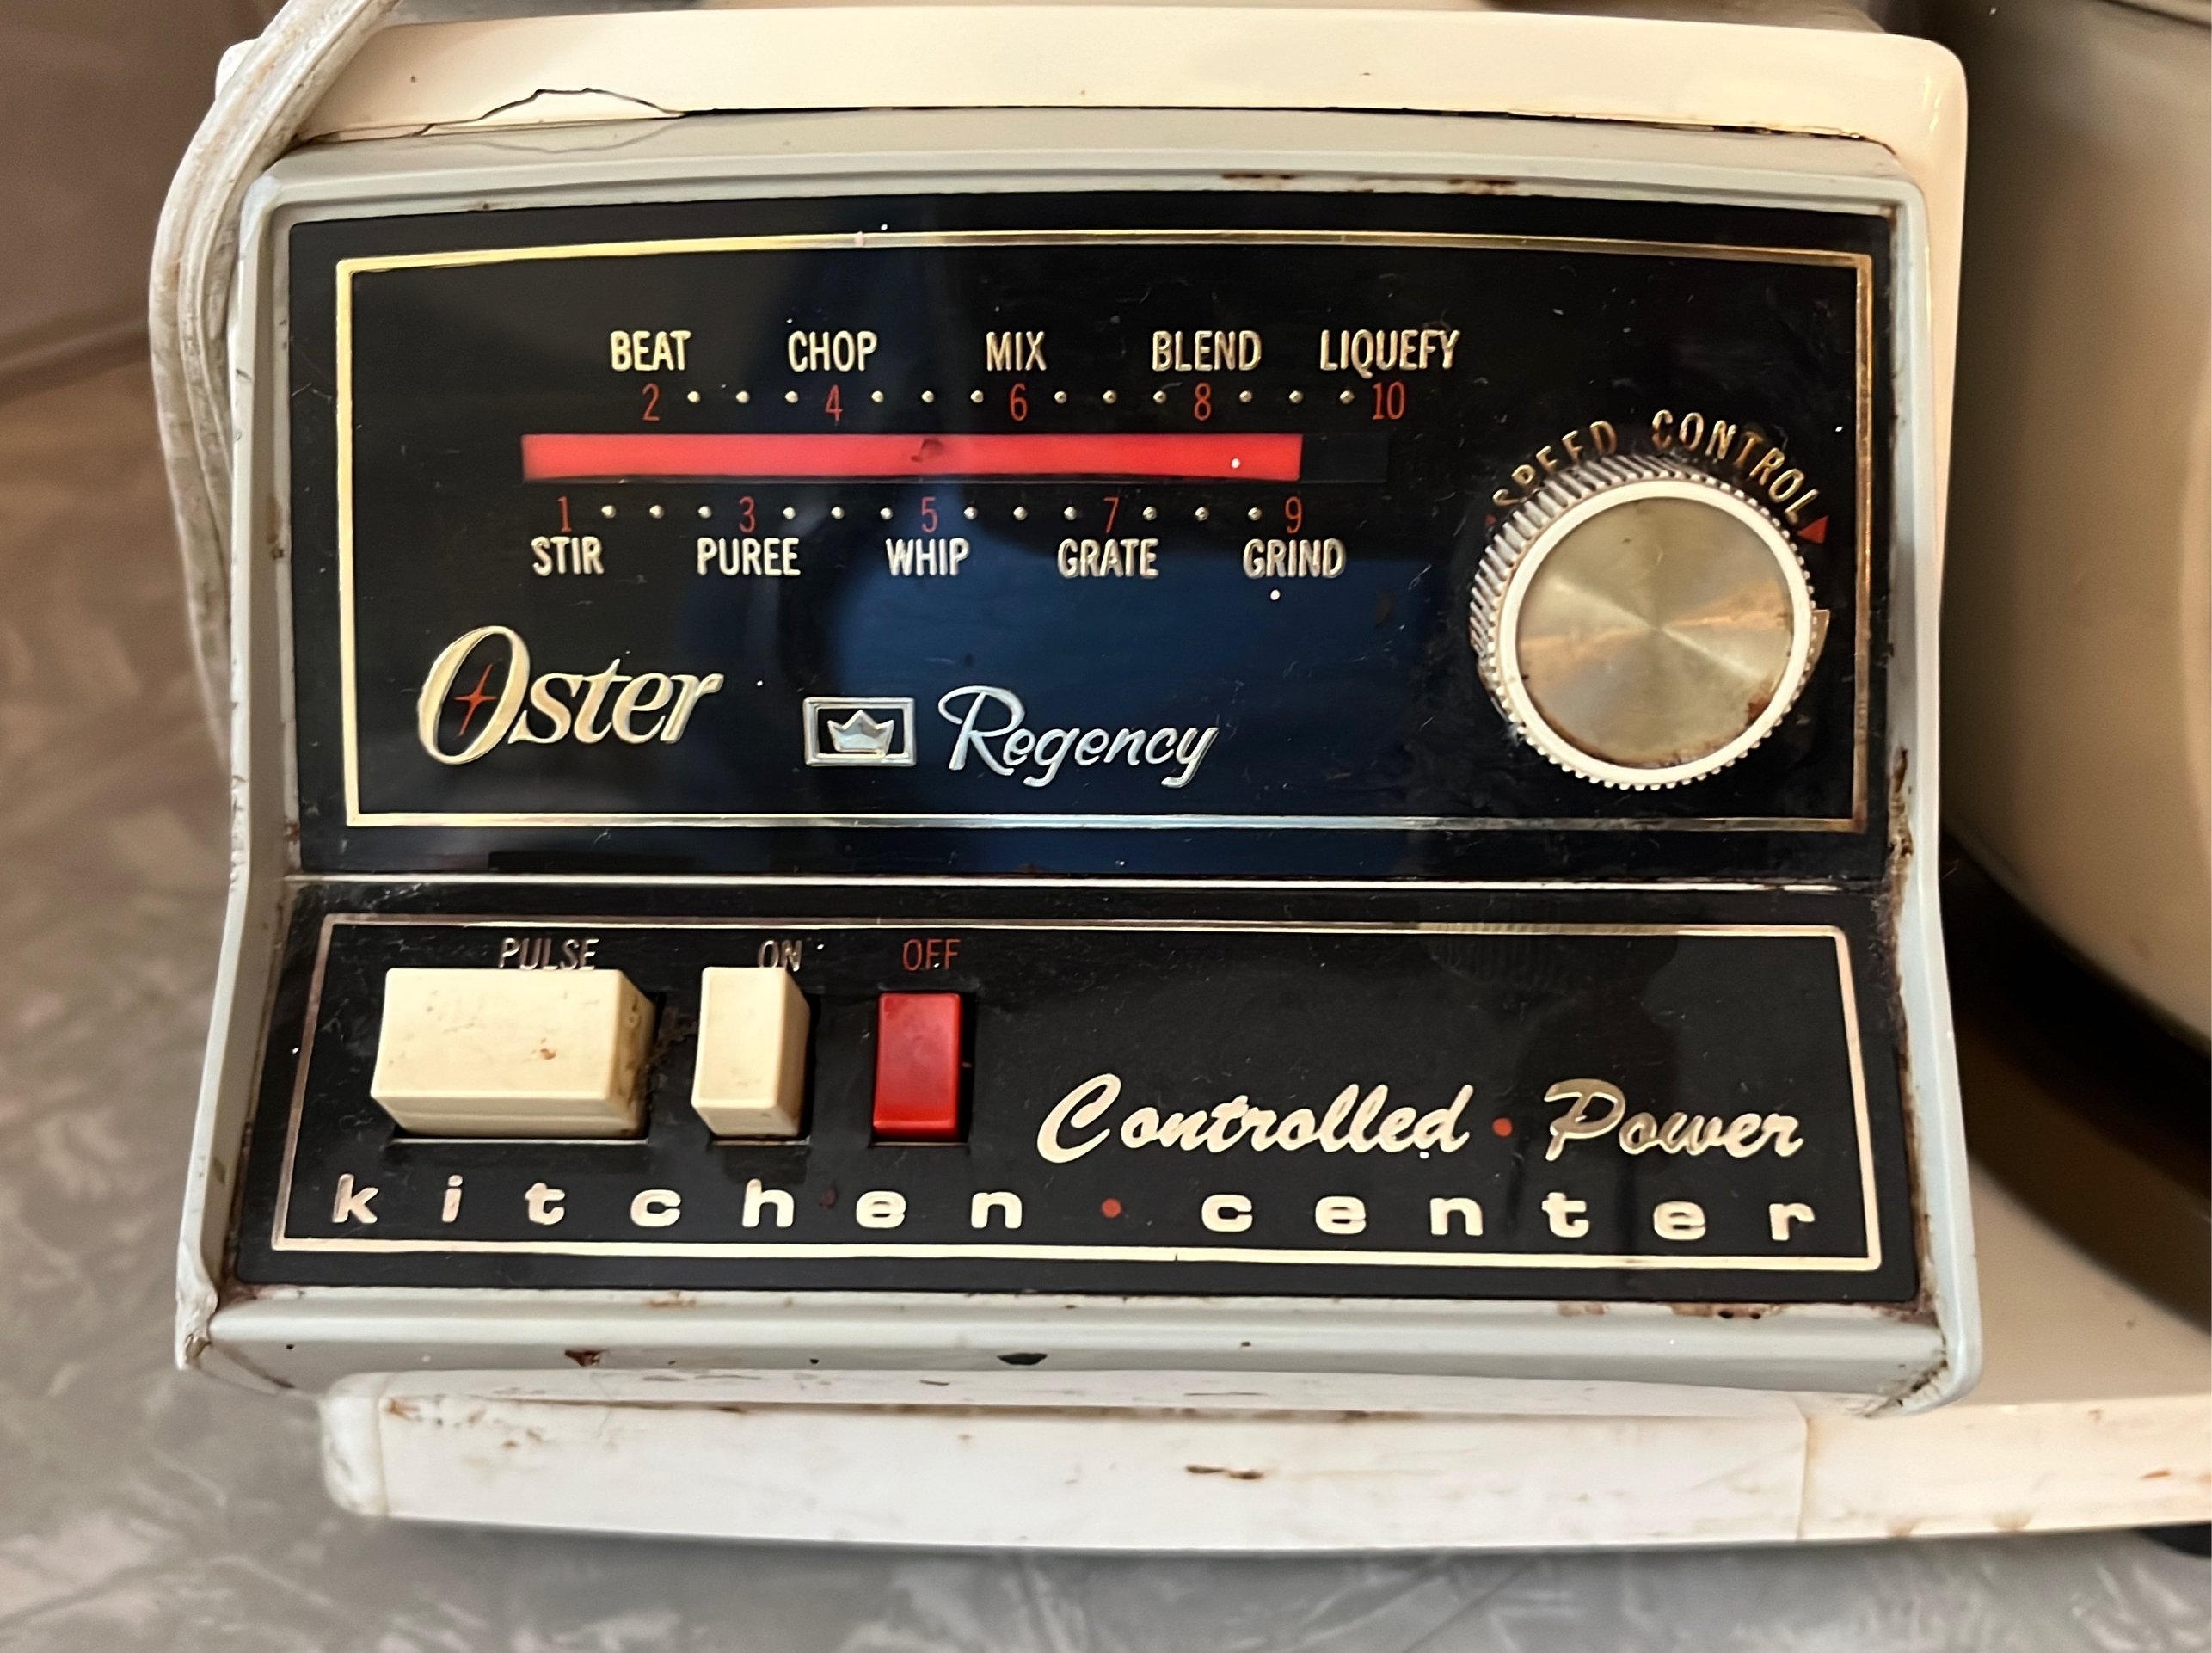 BEAT CHOP MIX BLEND LIQUEFY
2 4 6 8 10
SPEED CONTROL
1 3 5 7 9
STIR PUREE WHIP GRATE GRIND
Oster Regency
PULSE ON OFF
Controlled • Power
kitchen • center